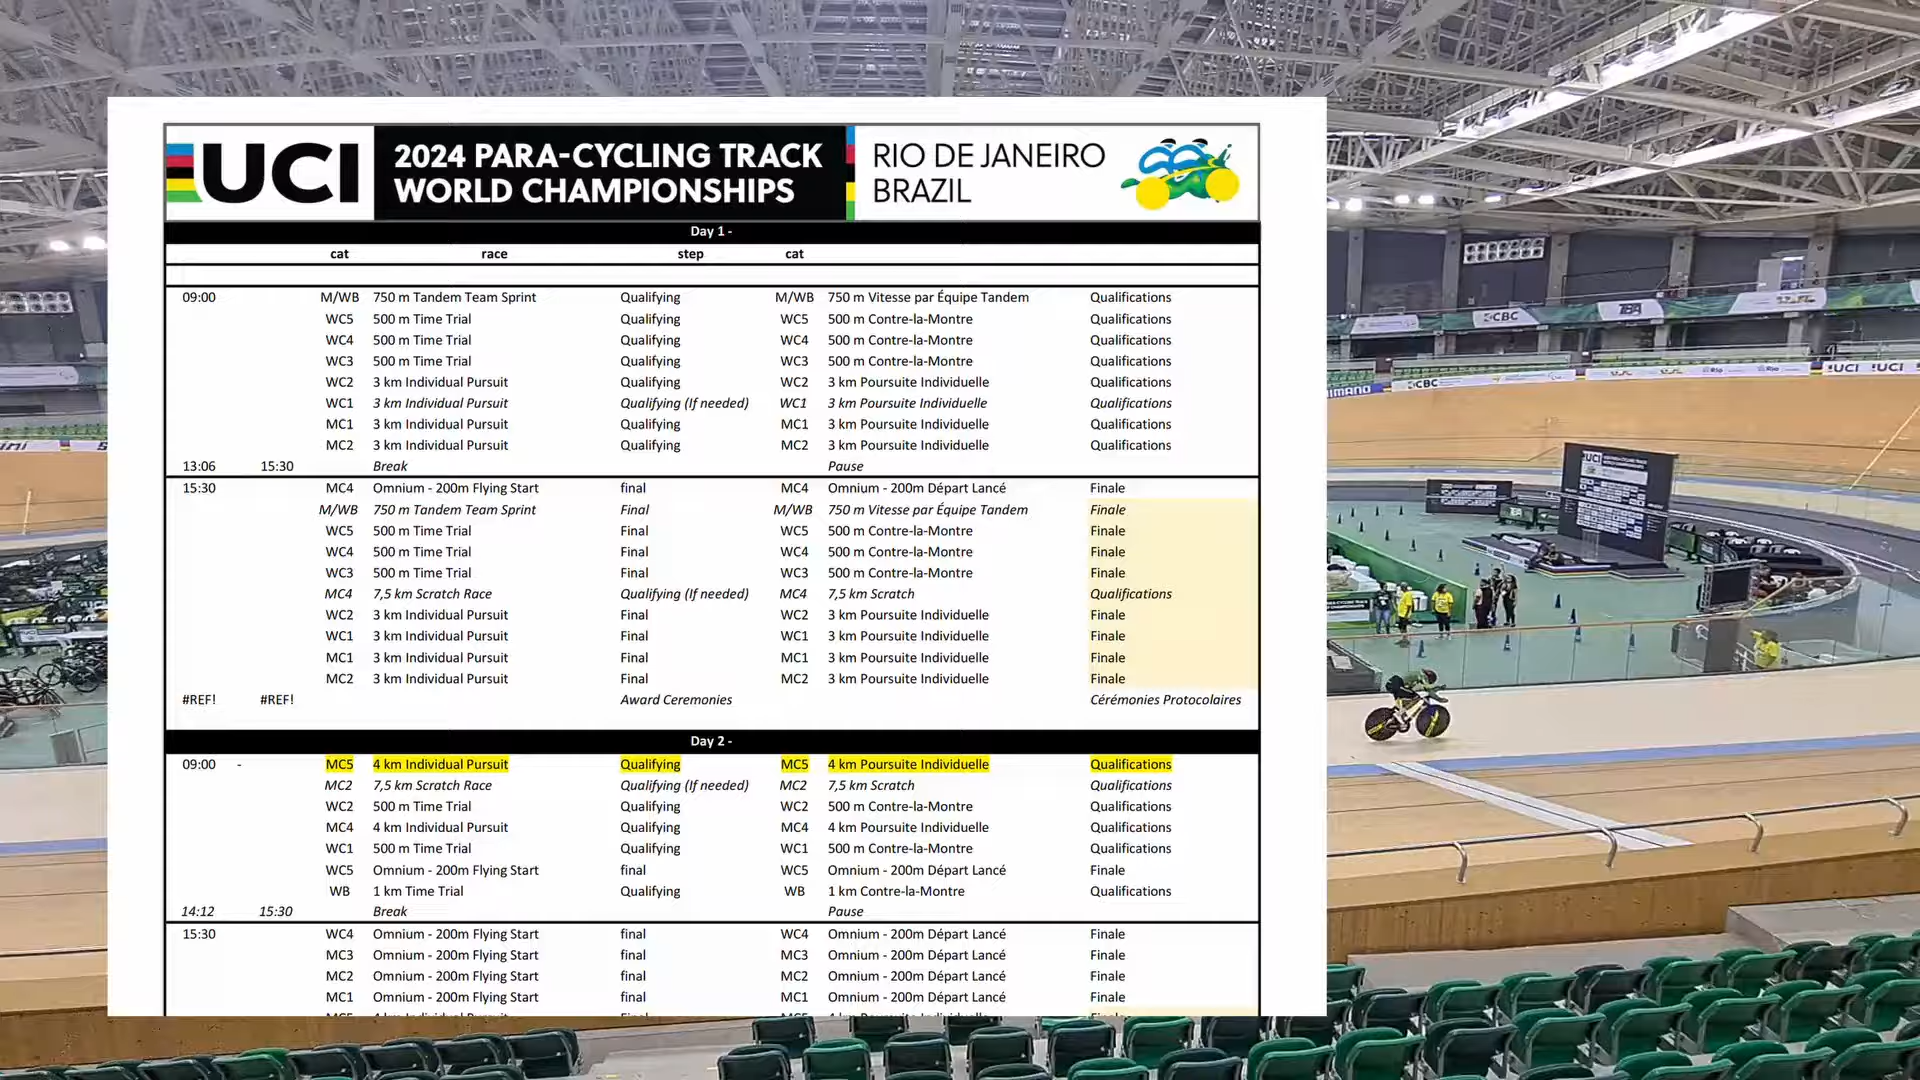 UCI 2024 PARA-CYCLING TRACK RIO DE JANEIRO
WORLD CHAMPIONSHIPS BRAZIL
Day 1 -
cat race step cat
09:00 M/WB 750 m Tandem Team Sprint Qualifying M/WB 750 m Vitesse par Équipe Tandem Qualifications
WC5 500 m Time Trial Qualifying WC5 500 m Contre-la-Montre Qualifications
WC4 500 m Time Trial Qualifying WC4 500 m Contre-la-Montre Qualifications
WC3 500 m Time Trial Qualifying WC3 500 m Contre-la-Montre Qualifications
WC2 3 km Individual Pursuit Qualifying WC2 3 km Poursuite Individuelle Qualifications
WC1 3 km Individual Pursuit Qualifying (If needed) WC1 3 km Poursuite Individuelle Qualifications
MC1 3 km Individual Pursuit Qualifying MC1 3 km Poursuite Individuelle Qualifications
MC2 3 km Individual Pursuit Qualifying MC2 3 km Poursuite Individuelle Qualifications
13:06 15:30 Break Pause
15:30 MC4 Omnium - 200m Flying Start final MC4 Omnium - 200m Départ Lancé Finale
M/WB 750 m Tandem Team Sprint Final M/WB 750 m Vitesse par Équipe Tandem Finale
WC5 500 m Time Trial Final WC5 500 m Contre-la-Montre Finale
WC4 500 m Time Trial Final WC4 500 m Contre-la-Montre Finale
WC3 500 m Time Trial Final WC3 500 m Contre-la-Montre Finale
MC4 7,5 km Scratch Race Qualifying (If needed) MC4 7,5 km Scratch Qualifications
WC2 3 km Individual Pursuit Final WC2 3 km Poursuite Individuelle Finale
WC1 3 km Individual Pursuit Final WC1 3 km Poursuite Individuelle Finale
MC1 3 km Individual Pursuit Final MC1 3 km Poursuite Individuelle Finale
MC2 3 km Individual Pursuit Final MC2 3 km Poursuite Individuelle Finale
#REF! #REF! Award Ceremonies Cérémonies Protocolaires
Day 2 -
09:00 - MC5 4 km Individual Pursuit Qualifying MC5 4 km Poursuite Individuelle Qualifications
MC2 7,5 km Scratch Race Qualifying (If needed) MC2 7,5 km Scratch Qualifications
WC2 500 m Time Trial Qualifying WC2 500 m Contre-la-Montre Qualifications
MC4 4 km Individual Pursuit Qualifying MC4 4 km Poursuite Individuelle Qualifications
WC1 500 m Time Trial Qualifying WC1 500 m Contre-la-Montre Qualifications
WC5 Omnium - 200m Flying Start final WC5 Omnium - 200m Départ Lancé Finale
WB 1 km Time Trial Qualifying WB 1 km Contre-la-Montre Qualifications
14:12 15:30 Break Pause
15:30 WC4 Omnium - 200m Flying Start final WC4 Omnium - 200m Départ Lancé Finale
MC3 Omnium - 200m Flying Start final MC3 Omnium - 200m Départ Lancé Finale
MC2 Omnium - 200m Flying Start final MC2 Omnium - 200m Départ Lancé Finale
MC1 Omnium - 200m Flying Start final MC1 Omnium - 200m Départ Lancé Finale
CBC
CBC
UCI UCI
UCI